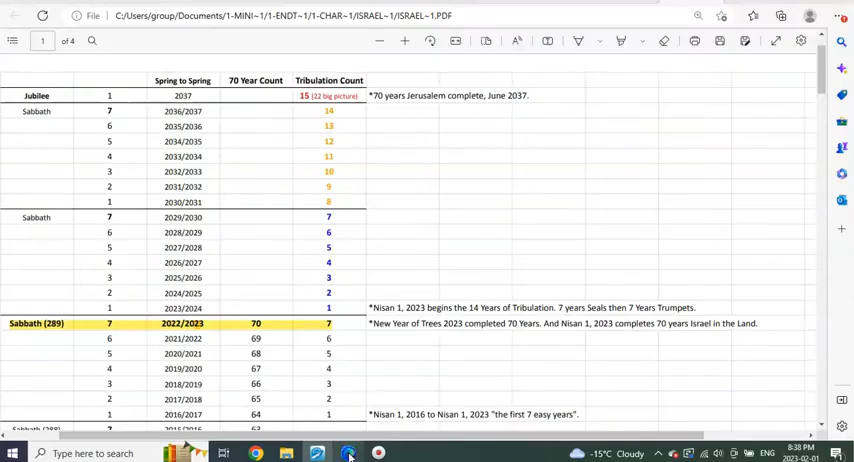 File | C:/Users/group/Documents/1-MINI~1/1-ENDT~1/1-CHAR~1/ISRAEL~1/ISRAEL~1.PDF
1 of 4
Spring to Spring 70 Year Count Tribulation Count
Jubilee 1 2037 15 (22 big picture) *70 years Jerusalem complete, June 2037.
Sabbath 7 2036/2037 14
6 2035/2036 13
5 2034/2035 12
4 2033/2034 11
3 2032/2033 10
2 2031/2032 9
1 2030/2031 8
Sabbath 7 2029/2030 7
6 2028/2029 6
5 2027/2028 5
4 2026/2027 4
3 2025/2026 3
2 2024/2025 2
1 2023/2024 1 *Nisan 1, 2023 begins the 14 Years of Tribulation. 7 years Seals then 7 Years Trumpets.
Sabbath (289) 7 2022/2023 70 7 *New Year of Trees 2023 completed 70 Years. And Nisan 1, 2023 completes 70 years Israel in the Land.
6 2021/2022 69 6
5 2020/2021 68 5
4 2019/2020 67 4
3 2018/2019 66 3
2 2017/2018 65 2
1 2016/2017 64 1 *Nisan 1, 2016 to Nisan 1, 2023 "the first 7 easy years".
Sabbath (288) 7 2015/2016 63
Type here to search
-15°C Cloudy ENG 8:38 PM
2023-02-01